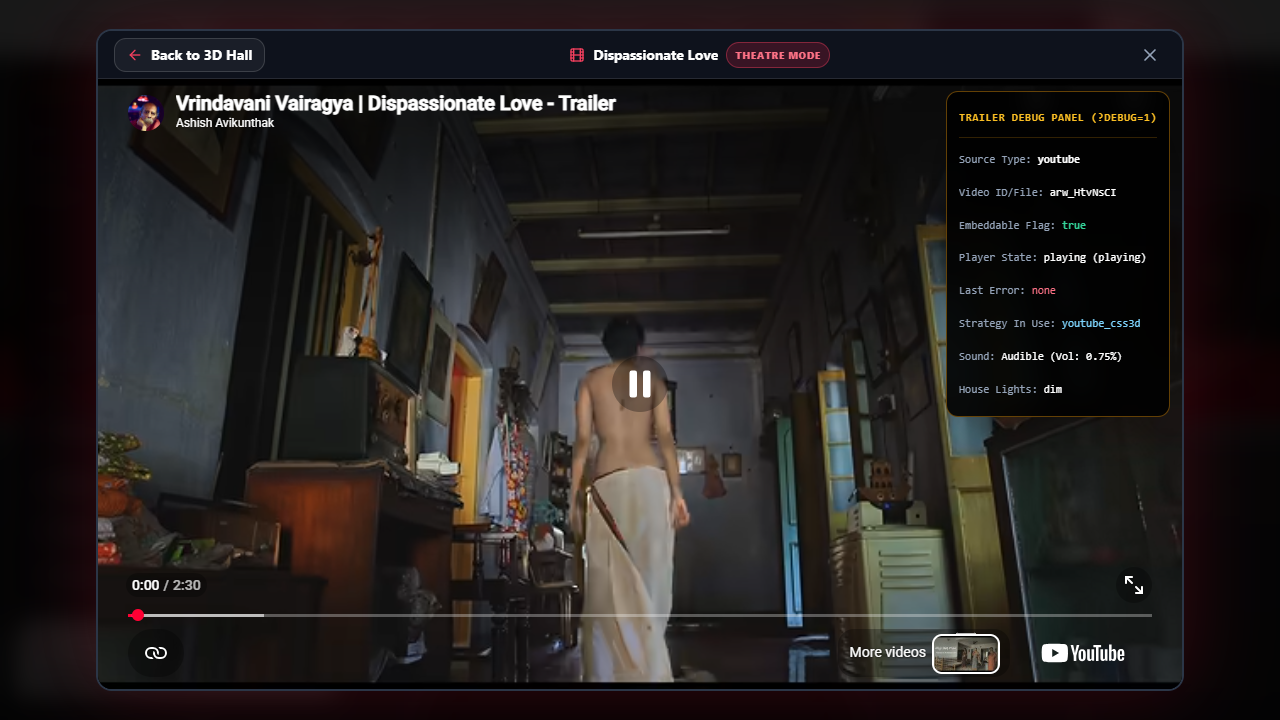 Back to 3D Hall
Dispassionate Love
THEATRE MODE
Vrindavani Vairagya | Dispassionate Love - Trailer
Ashish Avikunthak
TRAILER DEBUG PANEL (?DEBUG=1)
Source Type: youtube
Video ID/File: arw_HtvNsCI
Embeddable Flag: true
Player State: playing (playing)
Last Error: none
Strategy In Use: youtube_css3d
Sound: Audible (Vol: 0.75%)
House Lights: dim
0:00 / 2:30
More videos
YouTube